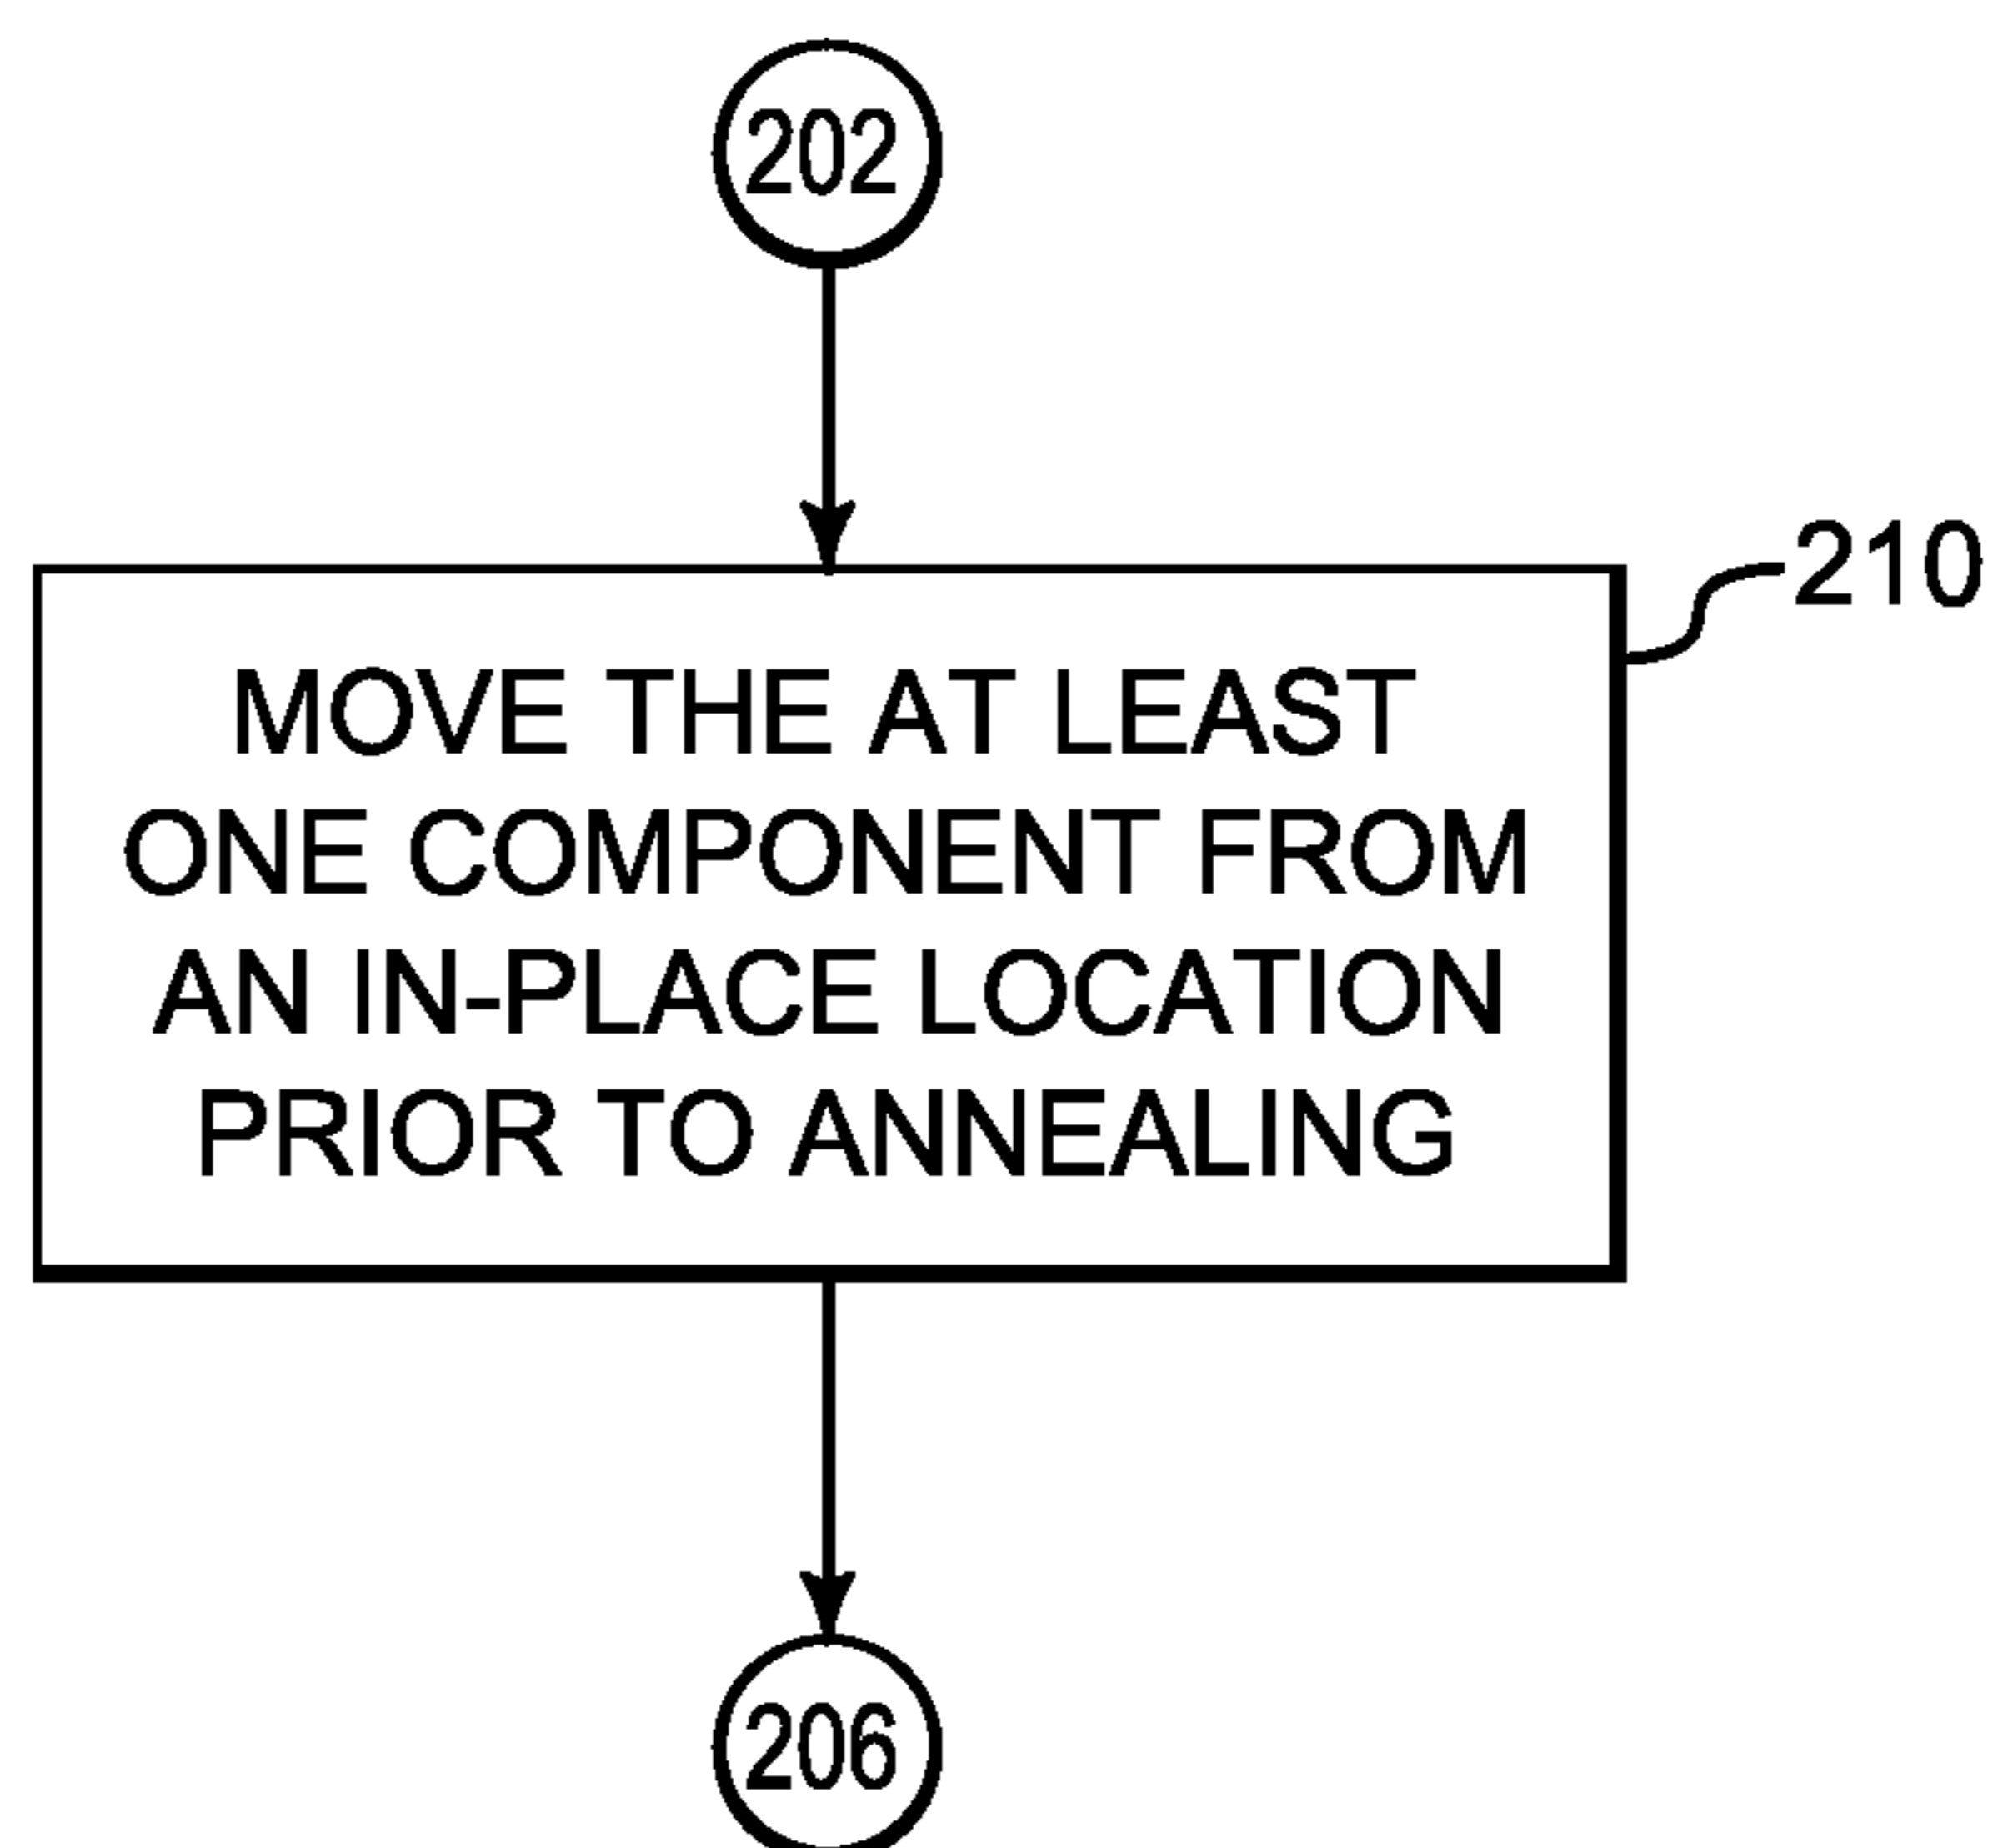 202
210
MOVE THE AT LEAST
ONE COMPONENT FROM
AN IN-PLACE LOCATION
PRIOR TO ANNEALING
206